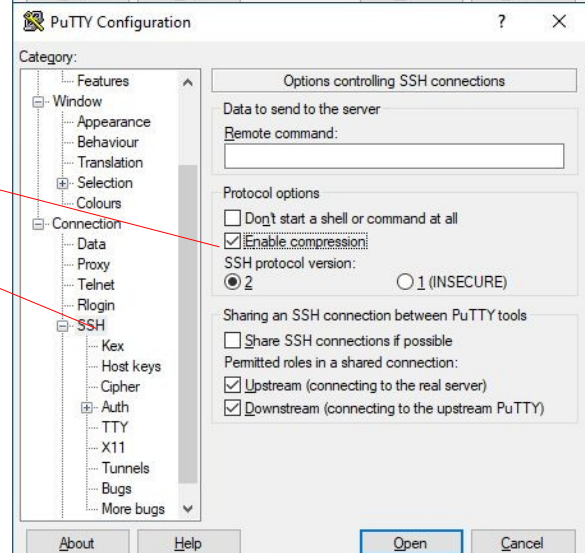 PuTTY Configuration
?
Category:
Features
Window
Appearance
Behaviour
Translation
Selection
Colours
Connection
Data
Proxy
Telnet
Rlogin
SSH
Kex
Host keys
Cipher
Auth
TTY
X11
Tunnels
Bugs
More bugs
Options controlling SSH connections
Data to send to the server
Remote command:
Protocol options
Don't start a shell or command at all
Enable compression
SSH protocol version:
2 1 (INSECURE)
Sharing an SSH connection between PuTTY tools
Share SSH connections if possible
Permitted roles in a shared connection:
Upstream (connecting to the real server)
Downstream (connecting to the upstream PuTTY)
About Help Open Cancel